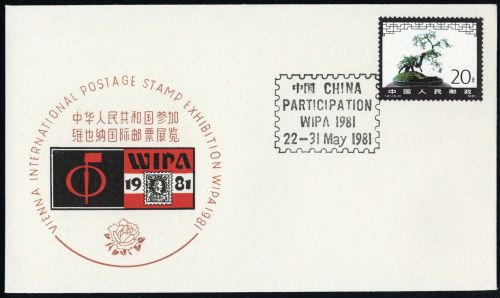 VIENNA INTERNATIONAL POSTAGE STAMP EXHIBITION WIPA 1981
中华人民共和国参加
维也纳国际邮票展览
WIPA
1981
中国 CHINA
PARTICIPATION
WIPA 1981
22-31 May 1981
20分
中国人民邮政